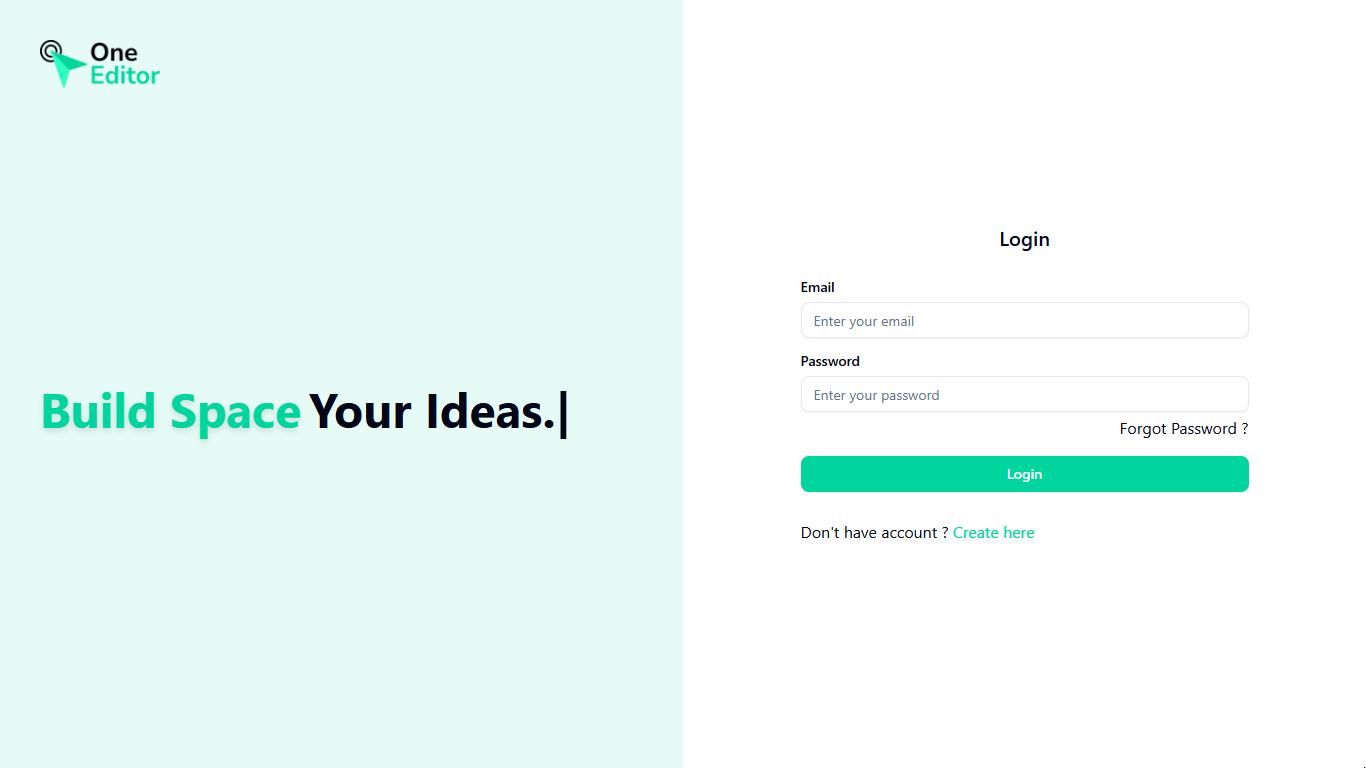 One
Editor
Build Space Your Ideas.|
Login
Email
Enter your email
Password
Enter your password
Forgot Password ?
Login
Don't have account ? Create here